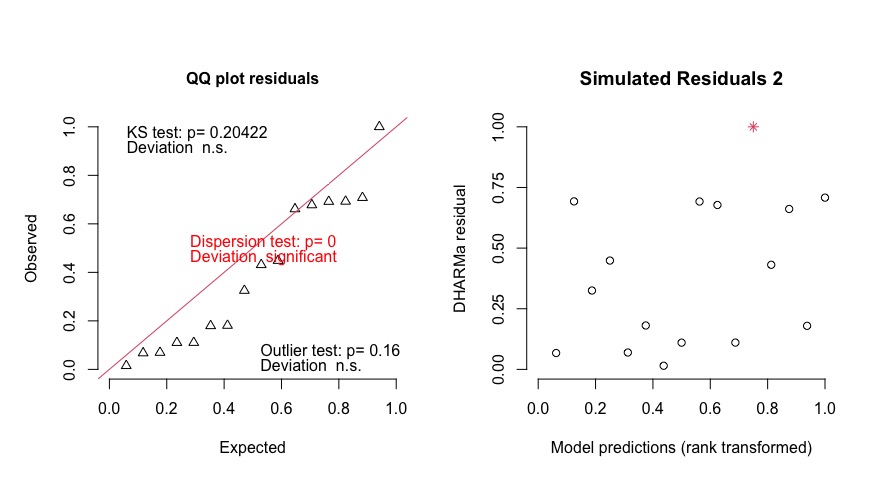 QQ plot residuals
KS test: p= 0.20422
Deviation n.s.
Dispersion test: p= 0
Deviation significant
Outlier test: p= 0.16
Deviation n.s.
Observed
0.0 0.2 0.4 0.6 0.8 1.0
0.0 0.2 0.4 0.6 0.8 1.0
Expected
Simulated Residuals 2
DHARMa residual
0.00 0.25 0.50 0.75 1.00
0.0 0.2 0.4 0.6 0.8 1.0
Model predictions (rank transformed)